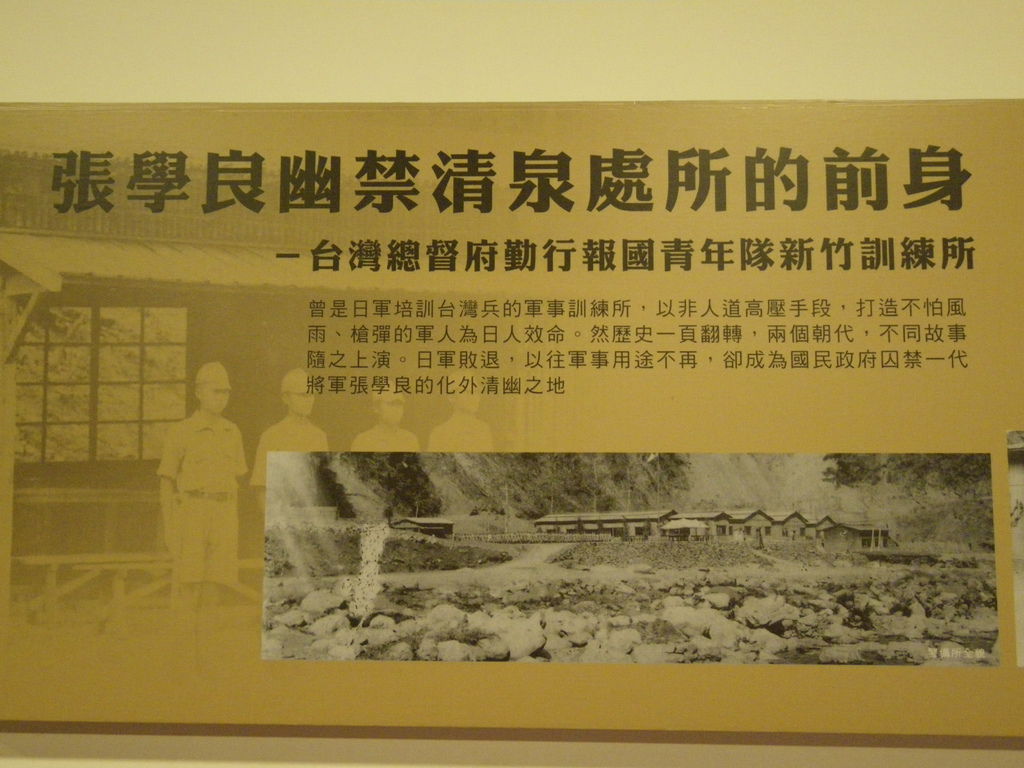 張學良幽禁清泉處所的前身
－台灣總督府勤行報國青年隊新竹訓練所
曾是日軍培訓台灣兵的軍事訓練所，以非人道高壓手段，打造不怕風
雨、槍彈的軍人為日人效命。然歷史一頁翻轉，兩個朝代，不同故事
隨之上演。日軍敗退，以往軍事用途不再，卻成為國民政府囚禁一代
將軍張學良的化外清幽之地
所全貌